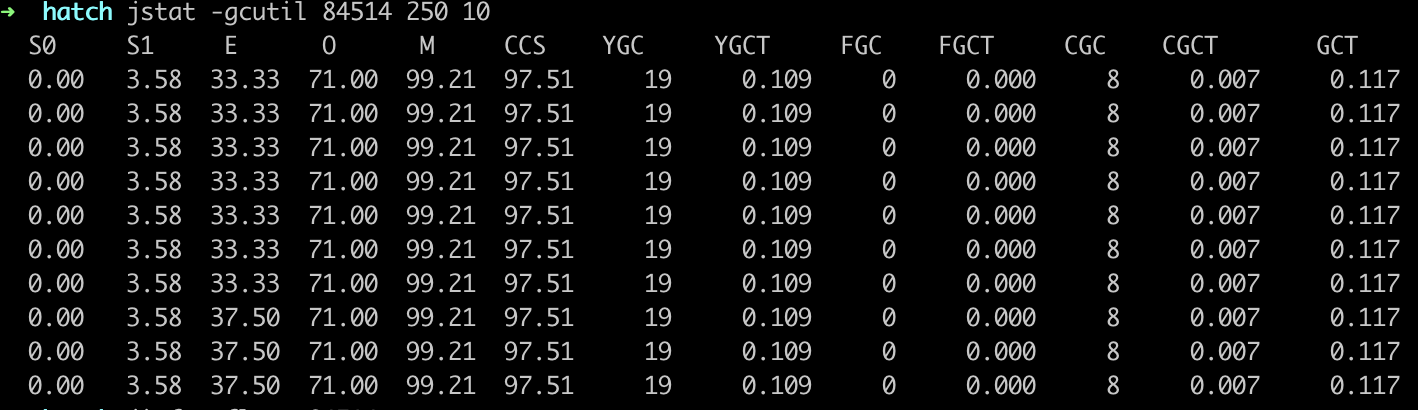 → hatch jstat -gcutil 84514 250 10
S0 S1 E O M CCS YGC YGCT FGC FGCT CGC CGCT GCT
0.00 3.58 33.33 71.00 99.21 97.51 19 0.109 0 0.000 8 0.007 0.117
0.00 3.58 33.33 71.00 99.21 97.51 19 0.109 0 0.000 8 0.007 0.117
0.00 3.58 33.33 71.00 99.21 97.51 19 0.109 0 0.000 8 0.007 0.117
0.00 3.58 33.33 71.00 99.21 97.51 19 0.109 0 0.000 8 0.007 0.117
0.00 3.58 33.33 71.00 99.21 97.51 19 0.109 0 0.000 8 0.007 0.117
0.00 3.58 33.33 71.00 99.21 97.51 19 0.109 0 0.000 8 0.007 0.117
0.00 3.58 33.33 71.00 99.21 97.51 19 0.109 0 0.000 8 0.007 0.117
0.00 3.58 37.50 71.00 99.21 97.51 19 0.109 0 0.000 8 0.007 0.117
0.00 3.58 37.50 71.00 99.21 97.51 19 0.109 0 0.000 8 0.007 0.117
0.00 3.58 37.50 71.00 99.21 97.51 19 0.109 0 0.000 8 0.007 0.117